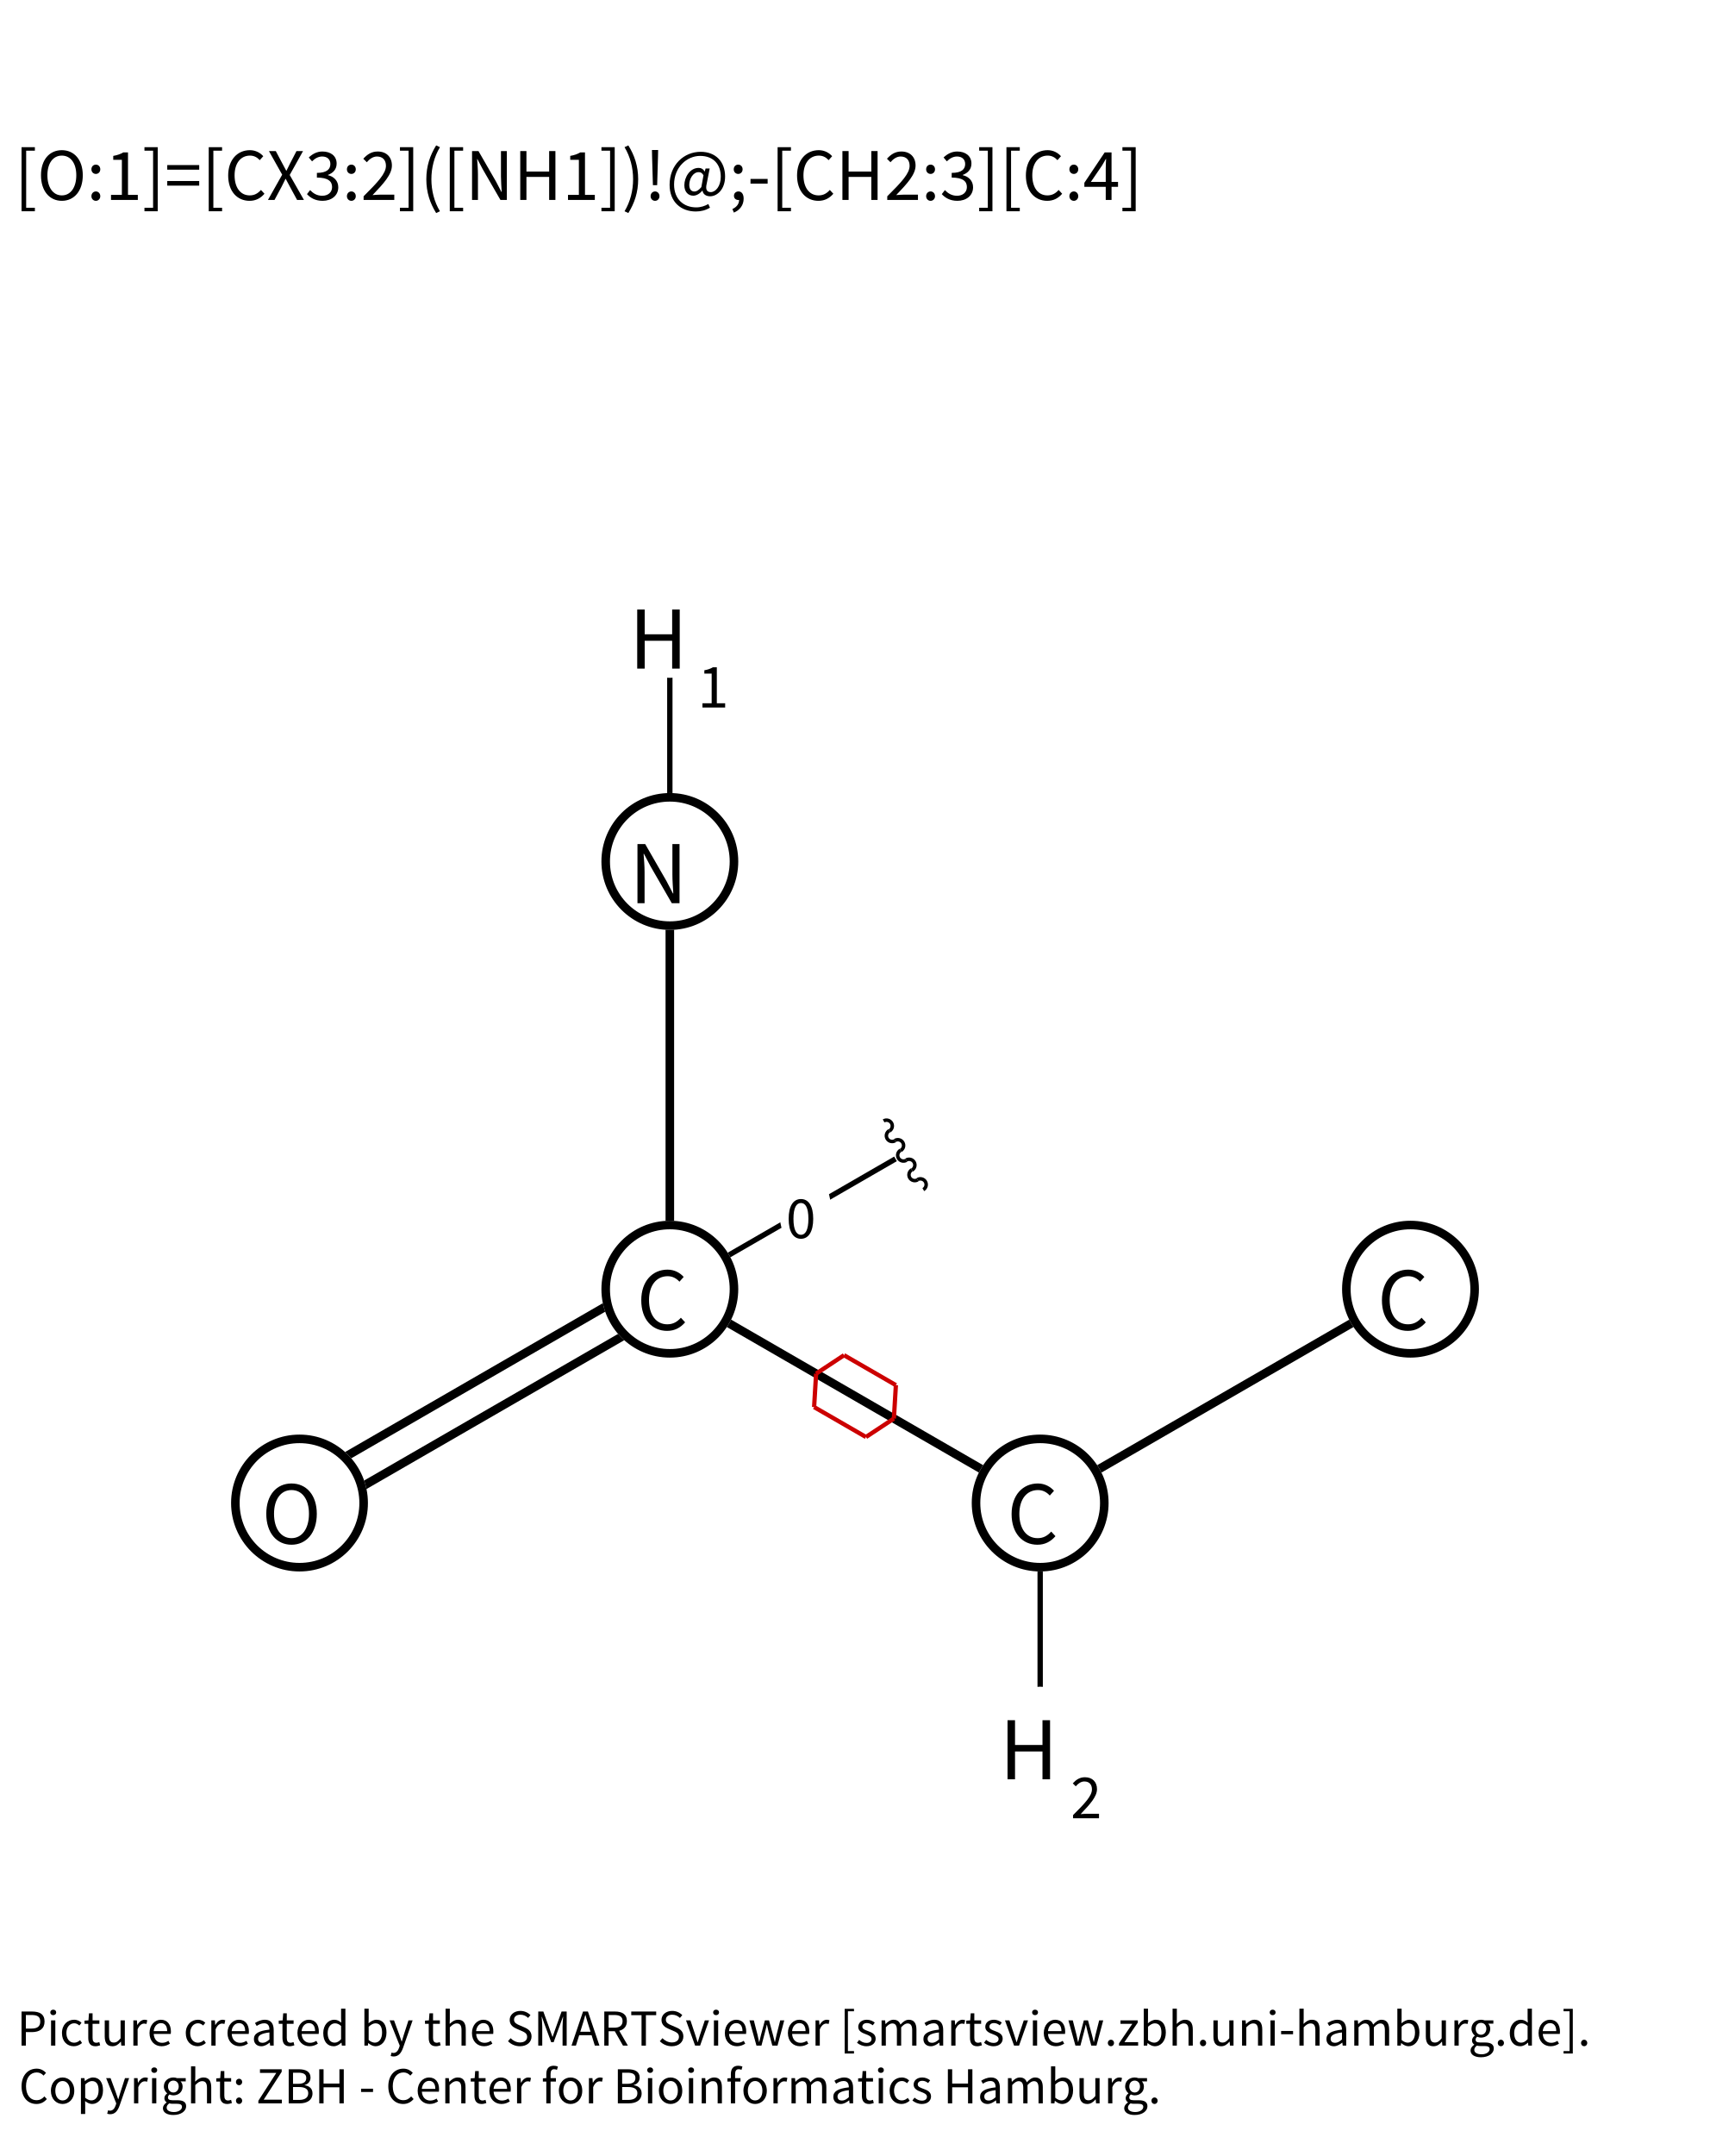 [O:1]=[CX3:2]([NH1])!@;-[CH2:3][C:4]
H
1
N
0
C
C
O
C
H
2
Picture created by the SMARTSviewer [smartsview.zbh.uni-hamburg.de].
Copyright: ZBH - Center for Bioinformatics Hamburg.